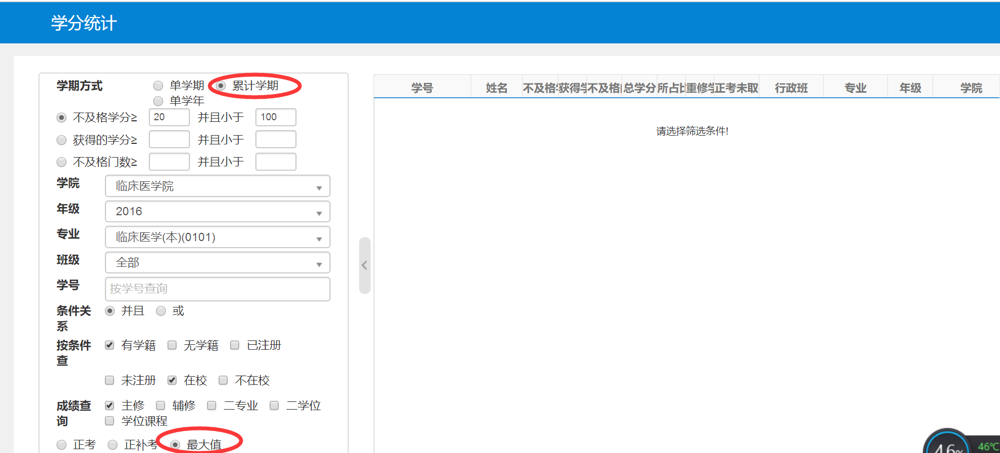 学分统计
学期方式 单学期 累计学期
单学年
不及格学分≥ 20 并且小于 100
获得的学分≥ 并且小于
不及格门数≥ 并且小于
学院 临床医学院
年级 2016
专业 临床医学(本)(0101)
班级 全部
学号 按学号查询
条件关系 并且 或
按条件查 有学籍 无学籍 已注册
未注册 在校 不在校
成绩查询 主修 辅修 二专业 二学位
学位课程
正考 正补考 最大值
学号 姓名 不及格 获得 不及格 总学分 所占 重修 正考未取 行政班 专业 年级 学院
请选择筛选条件!
46% 46℃